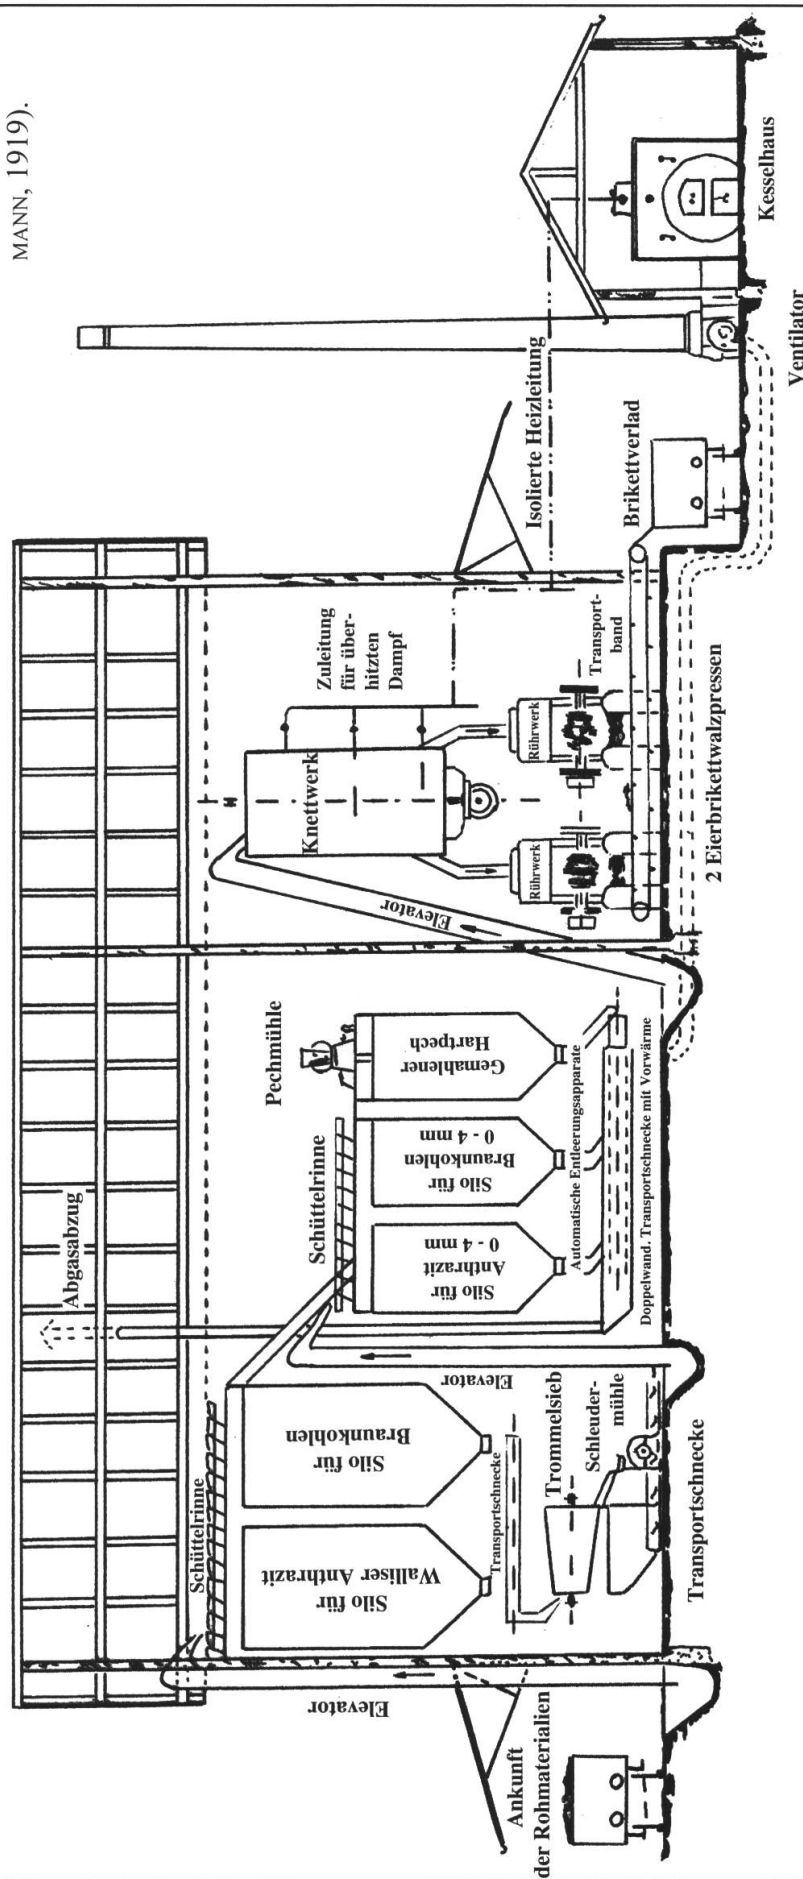 MANN, 1919).
Ankunft
der Rohmaterialien
Elevator
Schüttelrinne
Silo für
Walliser Anthrazit
Silo für
Braunkohlen
Transportschnecke
Trommelsieb
Schleuder-
mühle
Transportschnecke
Elevator
Abgasabzug
Schüttelrinne
Pechmühle
Silo für
Anthrazit
0 - 4 mm
Silo für
Braunkohlen
0 - 4 mm
Gemahlener
Hartpech
Automatische Entleerungsapparate
Doppelwand. Transportschnecke mit Vorwärme
Elevator
Knettwerk
Zuleitung
für über-
hitzten
Dampf
Rührwerk
Rührwerk
Transport-
band
2 Eierbrikettwalzpressen
Isolierte Heizleitung
Brikettverlad
Ventilator
Kesselhaus